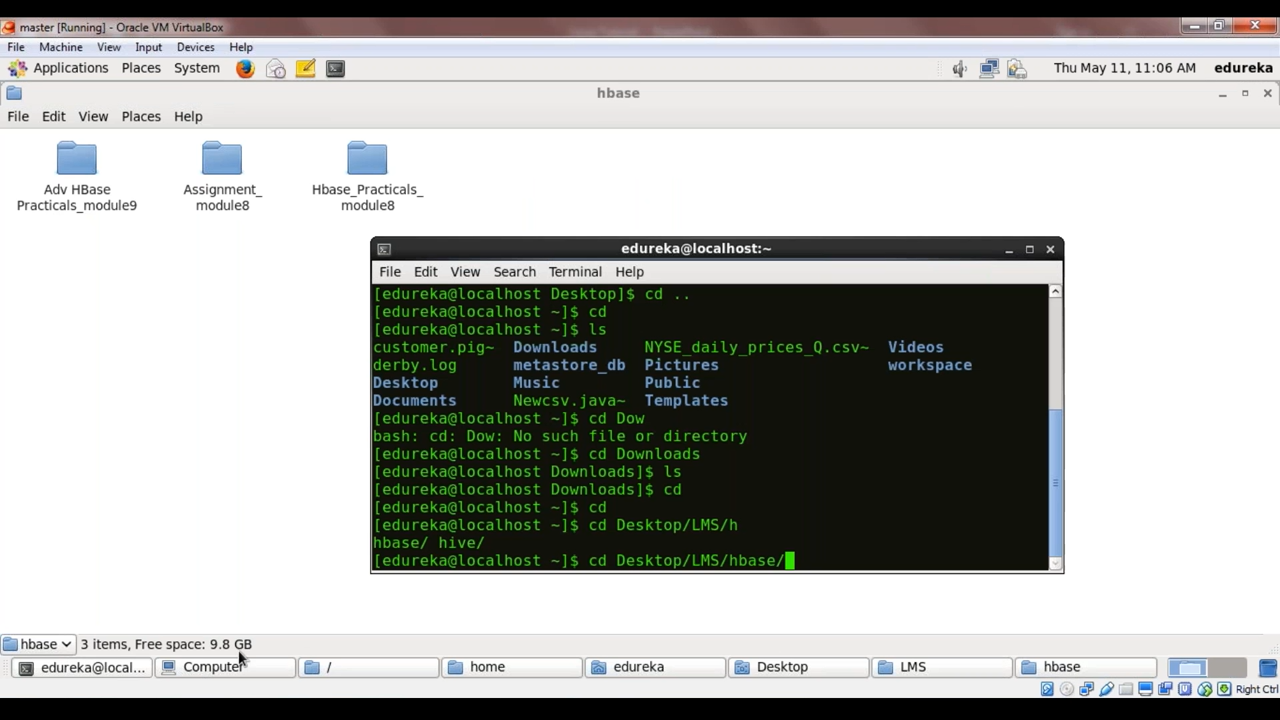 master [Running] - Oracle VM VirtualBox
File Machine View Input Devices Help
Applications Places System Thu May 11, 11:06 AM edureka
hbase
File Edit View Places Help
Adv HBase Practicals_module9
Assignment_module8
Hbase_Practicals_module8
edureka@localhost:~
File Edit View Search Terminal Help
[edureka@localhost Desktop]$ cd ..
[edureka@localhost ~]$ cd
[edureka@localhost ~]$ ls
customer.pig~ Downloads NYSE_daily_prices_Q.csv~ Videos
derby.log metastore_db Pictures workspace
Desktop Music Public
Documents Newcsv.java~ Templates
[edureka@localhost ~]$ cd Dow
bash: cd: Dow: No such file or directory
[edureka@localhost ~]$ cd Downloads
[edureka@localhost Downloads]$ ls
[edureka@localhost Downloads]$ cd
[edureka@localhost ~]$ cd
[edureka@localhost ~]$ cd Desktop/LMS/h
hbase/ hive/
[edureka@localhost ~]$ cd Desktop/LMS/hbase/
hbase 3 items, Free space: 9.8 GB
edureka@local... Computer / home edureka Desktop LMS hbase
Right Ctrl